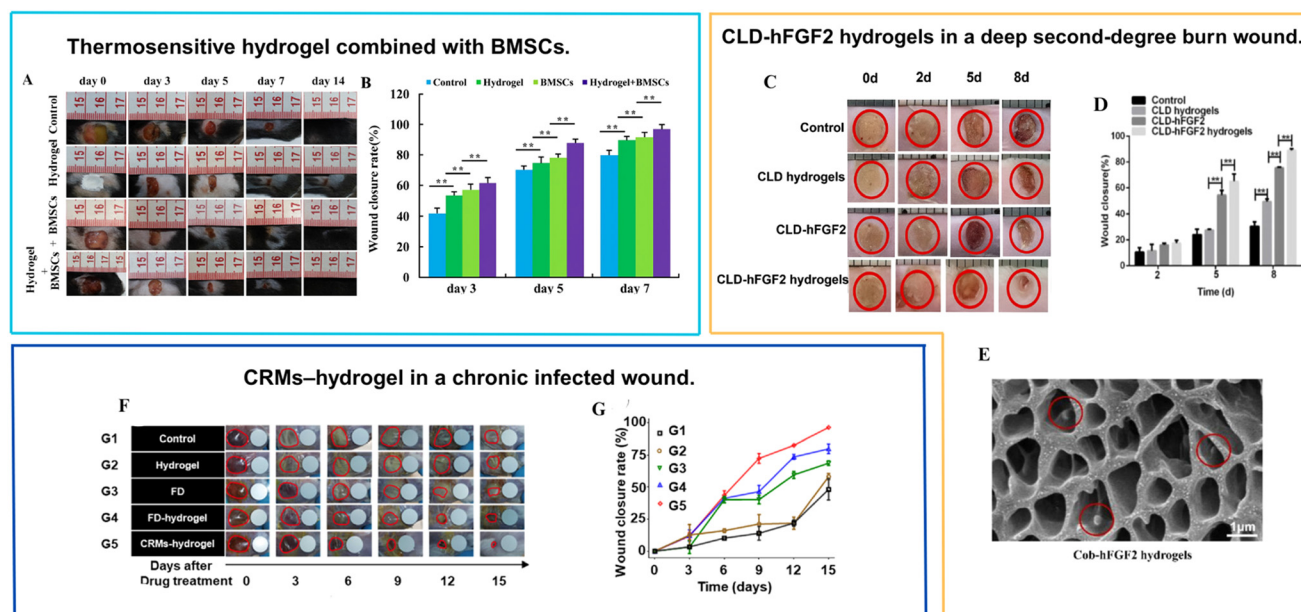 Thermosensitive hydrogel combined with BMSCs.
A
day 0 day 3 day 5 day 7 day 14
Control
Hydrogel
BMSCs
Hydrogel + BMSCs
15 16 17
B
Control Hydrogel BMSCs Hydrogel+BMSCs
Wound closure rate(%)
120
100
80
60
40
20
0
** ** **
** ** **
** ** **
day 3 day 5 day 7
CLD-hFGF2 hydrogels in a deep second-degree burn wound.
C
0d 2d 5d 8d
Control
CLD hydrogels
CLD-hFGF2
CLD-hFGF2 hydrogels
D
Control
CLD hydrogels
CLD-hFGF2
CLD-hFGF2 hydrogels
Would closure(%)
120
100
80
60
40
20
0
** **
** ** **
2 5 8
Time (d)
E
1μm
Cob-hFGF2 hydrogels
CRMs–hydrogel in a chronic infected wound.
F
G1 Control
G2 Hydrogel
G3 FD
G4 FD-hydrogel
G5 CRMs-hydrogel
Days after
Drug treatment 0 3 6 9 12 15
G
Wound closure rate (%)
100
75
50
25
0
G1
G2
G3
G4
G5
0 3 6 9 12 15
Time (days)